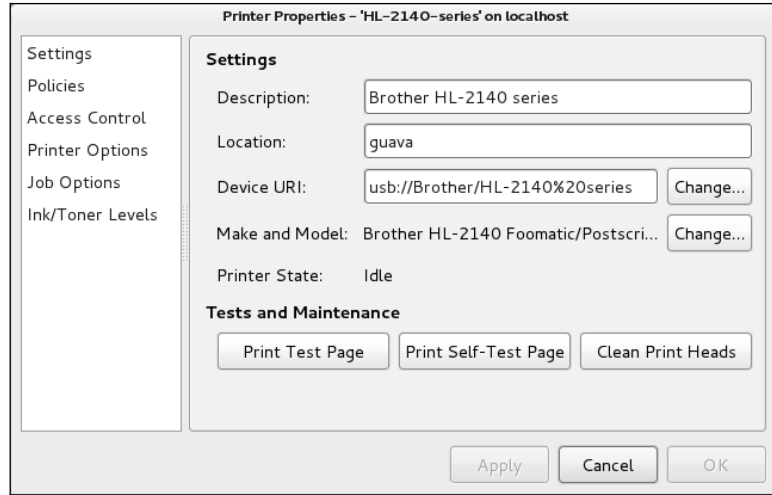 Printer Properties – 'HL-2140-series' on localhost
Settings
Policies
Access Control
Printer Options
Job Options
Ink/Toner Levels
Settings
Description: Brother HL-2140 series
Location: guava
Device URI: usb://Brother/HL-2140%20series Change...
Make and Model: Brother HL-2140 Foomatic/Postscri... Change...
Printer State: Idle
Tests and Maintenance
Print Test Page Print Self-Test Page Clean Print Heads
Apply Cancel OK